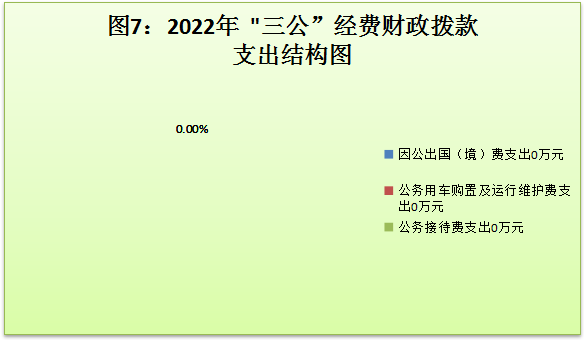 图7：2022年 "三公”经费财政拨款
支出结构图
0.00%
因公出国（境）费支出0万元
公务用车购置及运行维护费支
出0万元
公务接待费支出0万元